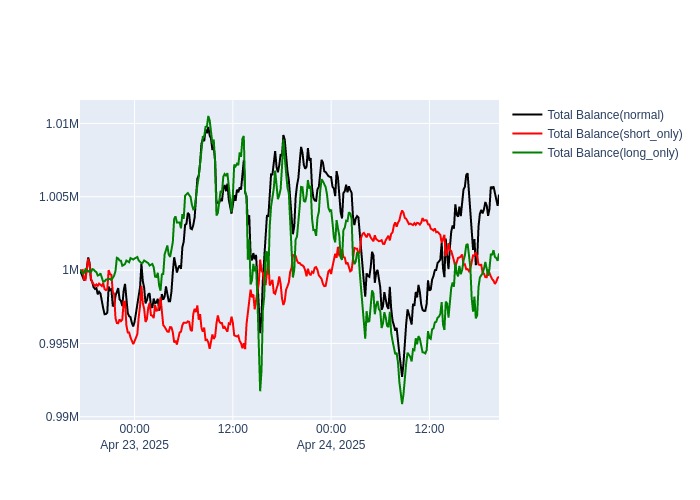 Total Balance(normal)
Total Balance(short_only)
Total Balance(long_only)
1.01M
1.005M
1M
0.995M
0.99M
00:00
12:00
00:00
12:00
Apr 23, 2025
Apr 24, 2025